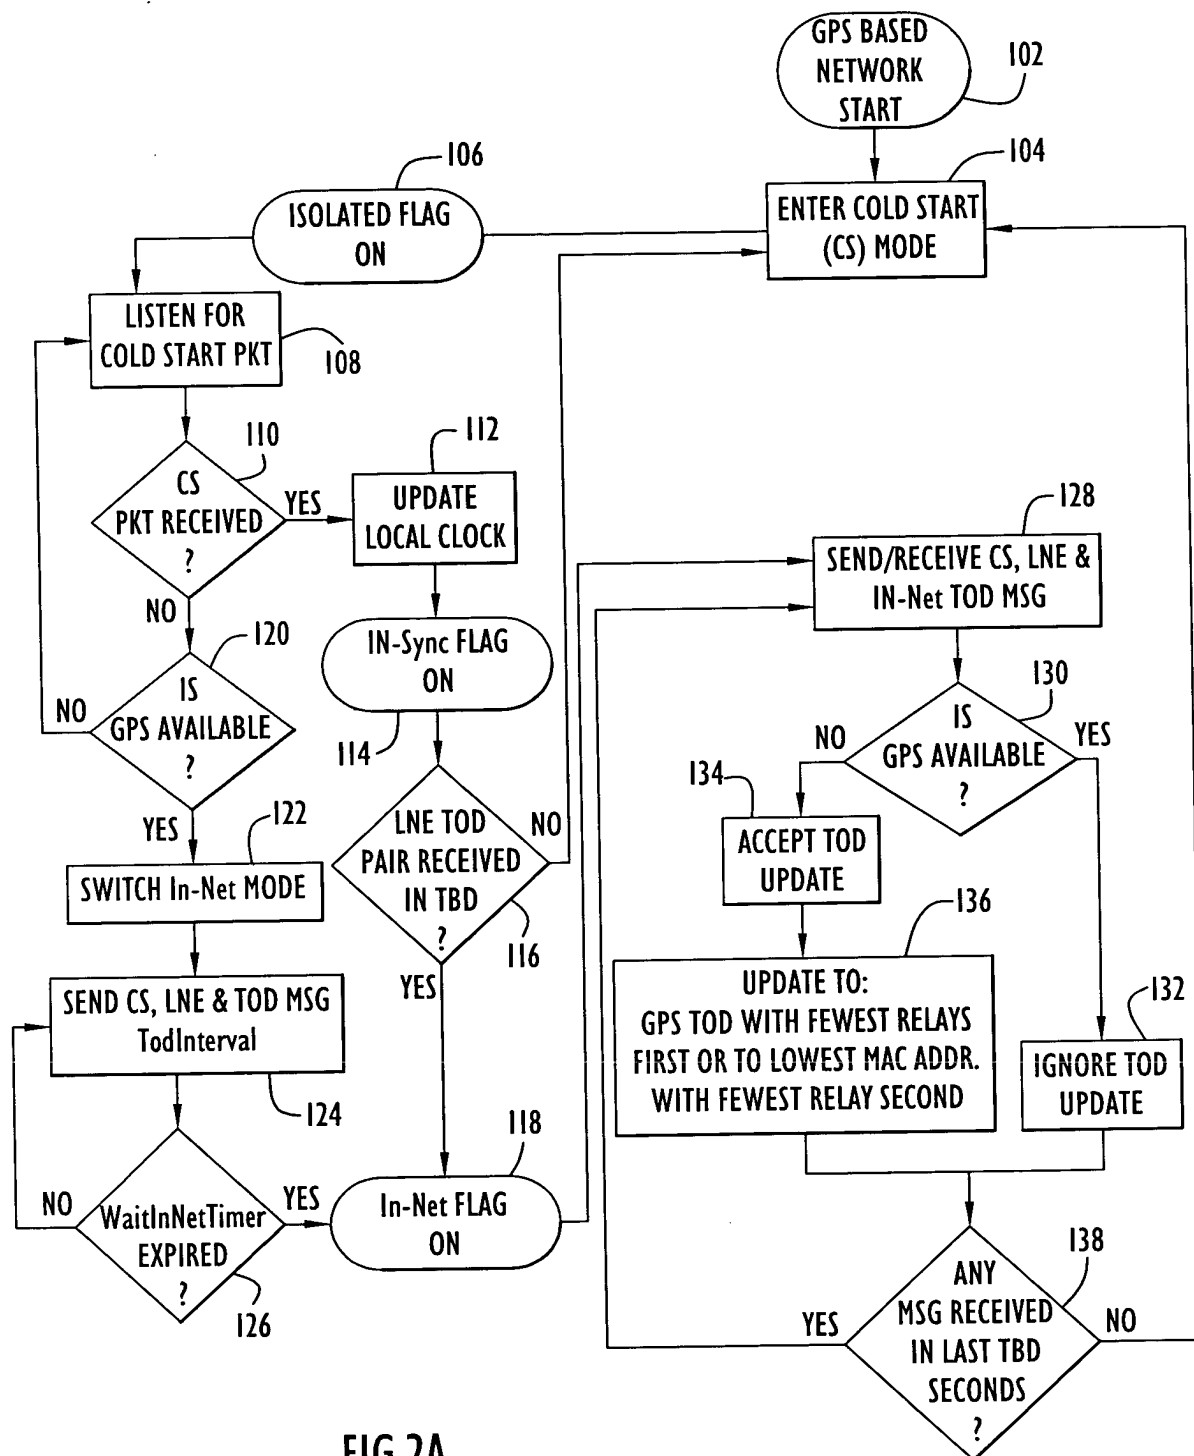 GPS BASED
NETWORK
START
102
104
ENTER COLD START
(CS) MODE
106
ISOLATED FLAG
ON
LISTEN FOR
COLD START PKT
108
110
CS
PKT RECEIVED
?
YES
NO
112
UPDATE
LOCAL CLOCK
IN-Sync FLAG
ON
114
120
IS
GPS AVAILABLE
?
NO
YES
LNE TOD
PAIR RECEIVED
IN TBD
?
NO
116
YES
122
SWITCH In-Net MODE
SEND CS, LNE & TOD MSG
TodInterval
124
WaitInNetTimer
EXPIRED
?
NO
YES
126
118
In-Net FLAG
ON
128
SEND/RECEIVE CS, LNE &
IN-Net TOD MSG
130
IS
GPS AVAILABLE
?
NO
YES
134
ACCEPT TOD
UPDATE
136
UPDATE TO:
GPS TOD WITH FEWEST RELAYS
FIRST OR TO LOWEST MAC ADDR.
WITH FEWEST RELAY SECOND
132
IGNORE TOD
UPDATE
138
ANY
MSG RECEIVED
IN LAST TBD
SECONDS
?
YES
NO
FIG.2A